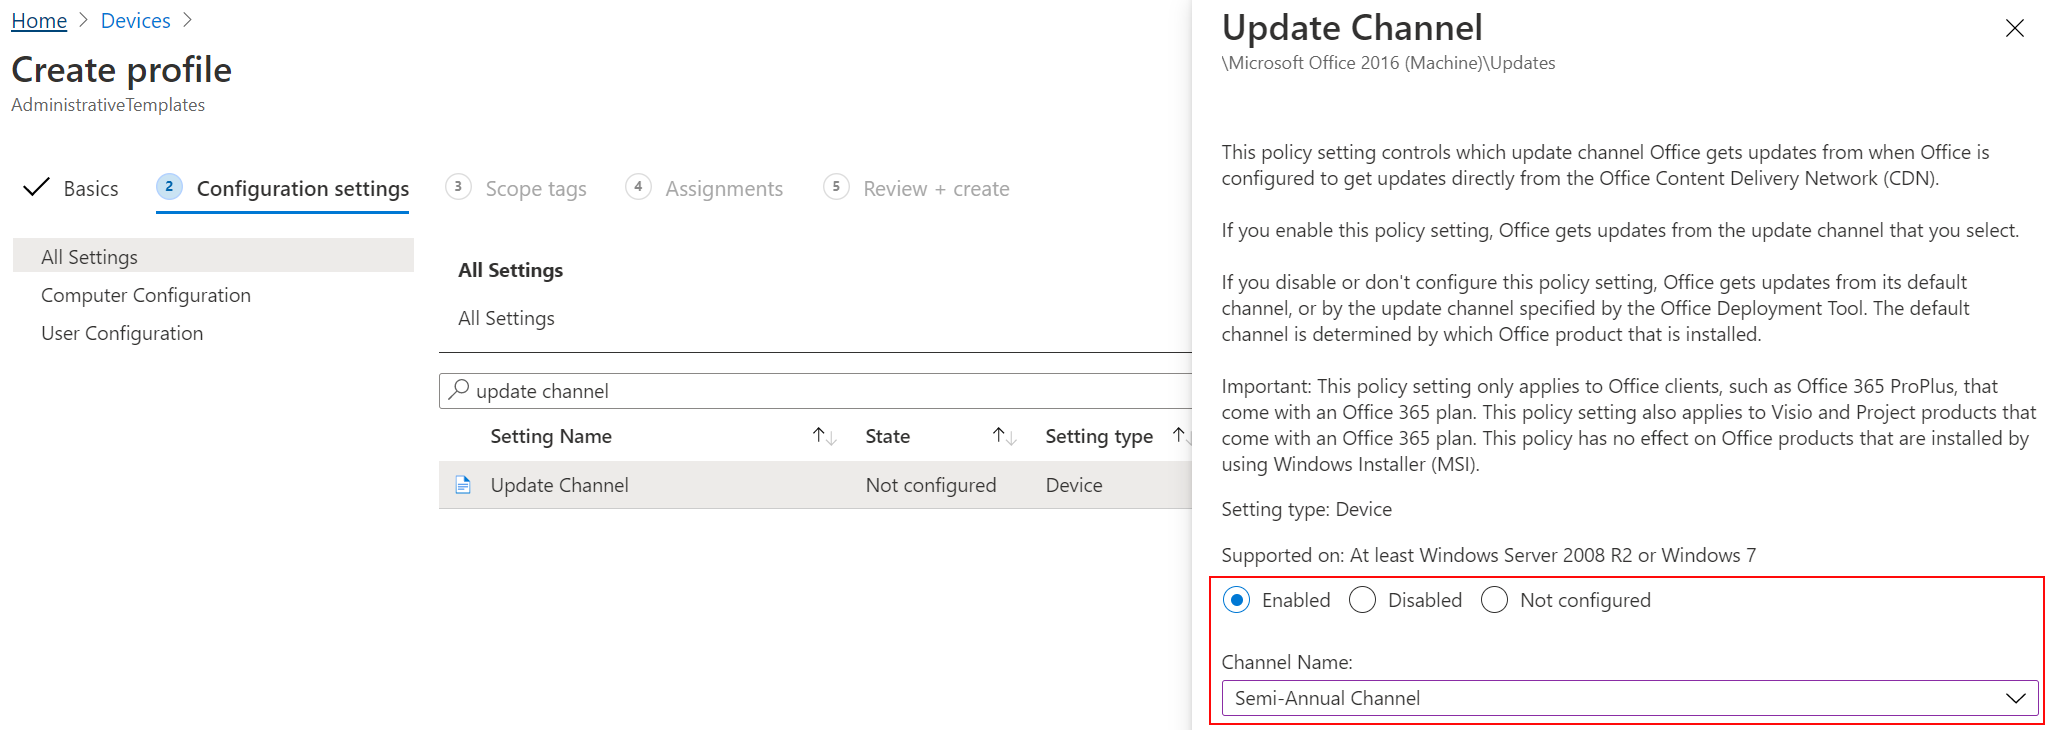 Home > Devices >
Create profile
AdministrativeTemplates
Basics
2 Configuration settings
3 Scope tags
4 Assignments
5 Review + create
All Settings
Computer Configuration
User Configuration
All Settings
All Settings
update channel
Setting Name State Setting type
Update Channel Not configured Device
Update Channel
\Microsoft Office 2016 (Machine)\Updates
This policy setting controls which update channel Office gets updates from when Office is
configured to get updates directly from the Office Content Delivery Network (CDN).
If you enable this policy setting, Office gets updates from the update channel that you select.
If you disable or don't configure this policy setting, Office gets updates from its default
channel, or by the update channel specified by the Office Deployment Tool. The default
channel is determined by which Office product that is installed.
Important: This policy setting only applies to Office clients, such as Office 365 ProPlus, that
come with an Office 365 plan. This policy setting also applies to Visio and Project products that
come with an Office 365 plan. This policy has no effect on Office products that are installed by
using Windows Installer (MSI).
Setting type: Device
Supported on: At least Windows Server 2008 R2 or Windows 7
Enabled Disabled Not configured
Channel Name:
Semi-Annual Channel